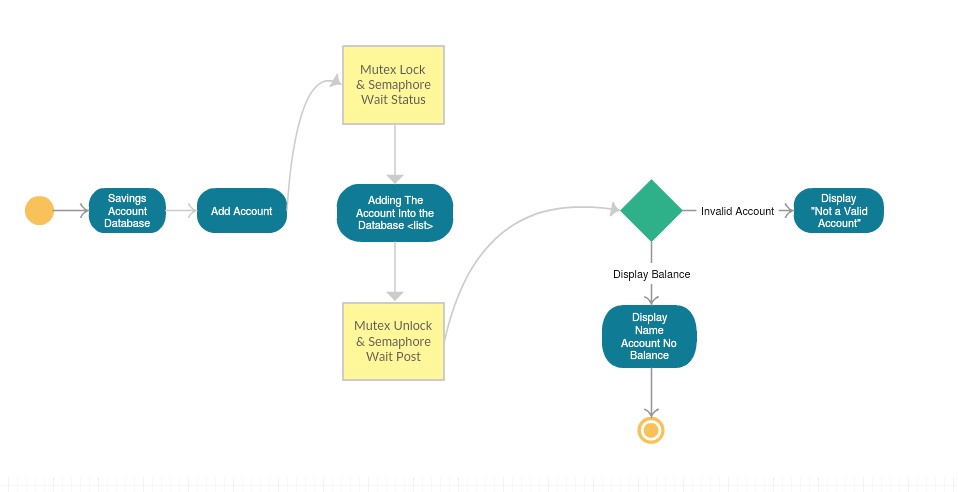 Mutex Lock
& Semaphore
Wait Status
Savings
Account
Database
Add Account
Adding The
Account Into the
Database <list>
Invalid Account
Display
"Not a Valid
Account"
Display Balance
Mutex Unlock
& Semaphore
Wait Post
Display
Name
Account No
Balance